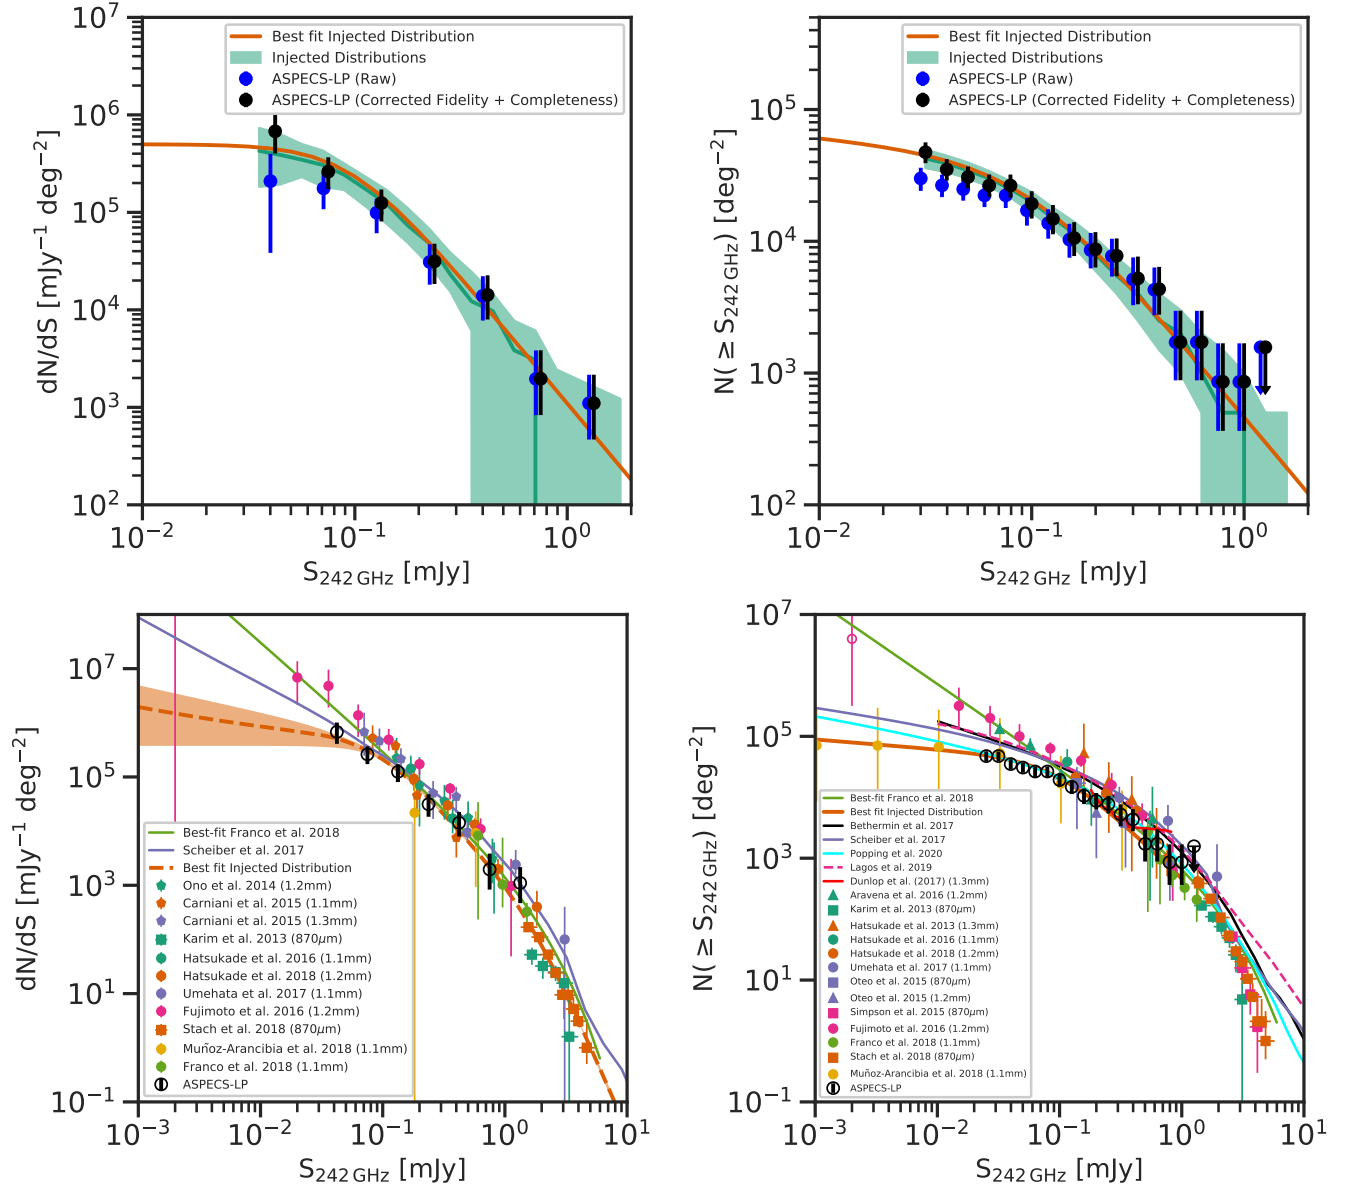 10^7
10^6
10^5
10^4
10^3
10^2
dN/dS [mJy^−1 deg^−2]
Best fit Injected Distribution
Injected Distributions
ASPECS-LP (Raw)
ASPECS-LP (Corrected Fidelity + Completeness)
10^−2 10^−1 10^0
S_242 GHz [mJy]
10^5
10^4
10^3
10^2
N(≥ S_242 GHz) [deg^−2]
Best fit Injected Distribution
Injected Distributions
ASPECS-LP (Raw)
ASPECS-LP (Corrected Fidelity + Completeness)
10^−2 10^−1 10^0
S_242 GHz [mJy]
10^7
10^5
10^3
10^1
10^−1
dN/dS [mJy^−1 deg^−2]
Best-fit Franco et al. 2018
Scheiber et al. 2017
Best fit Injected Distribution
Ono et al. 2014 (1.2mm)
Carniani et al. 2015 (1.1mm)
Carniani et al. 2015 (1.3mm)
Karim et al. 2013 (870μm)
Hatsukade et al. 2016 (1.1mm)
Hatsukade et al. 2018 (1.2mm)
Umehata et al. 2017 (1.1mm)
Fujimoto et al. 2016 (1.2mm)
Stach et al. 2018 (870μm)
Muñoz-Arancibia et al. 2018 (1.1mm)
Franco et al. 2018 (1.1mm)
ASPECS-LP
10^−3 10^−2 10^−1 10^0 10^1
S_242 GHz [mJy]
10^7
10^5
10^3
10^1
10^−1
N(≥ S_242 GHz) [deg^−2]
Best-fit Franco et al. 2018
Best fit Injected Distribution
Bethermin et al. 2017
Scheiber et al. 2017
Popping et al. 2020
Lagos et al. 2019
Dunlop et al. (2017) (1.3mm)
Aravena et al. 2016 (1.2mm)
Karim et al. 2013 (870μm)
Hatsukade et al. 2013 (1.3mm)
Hatsukade et al. 2016 (1.1mm)
Hatsukade et al. 2018 (1.2mm)
Umehata et al. 2017 (1.1mm)
Oteo et al. 2015 (870μm)
Oteo et al. 2015 (1.2mm)
Simpson et al. 2015 (870μm)
Fujimoto et al. 2016 (1.2mm)
Franco et al. 2018 (1.1mm)
Stach et al. 2018 (870μm)
Muñoz-Arancibia et al. 2018 (1.1mm)
ASPECS-LP
10^−3 10^−2 10^−1 10^0 10^1
S_242 GHz [mJy]